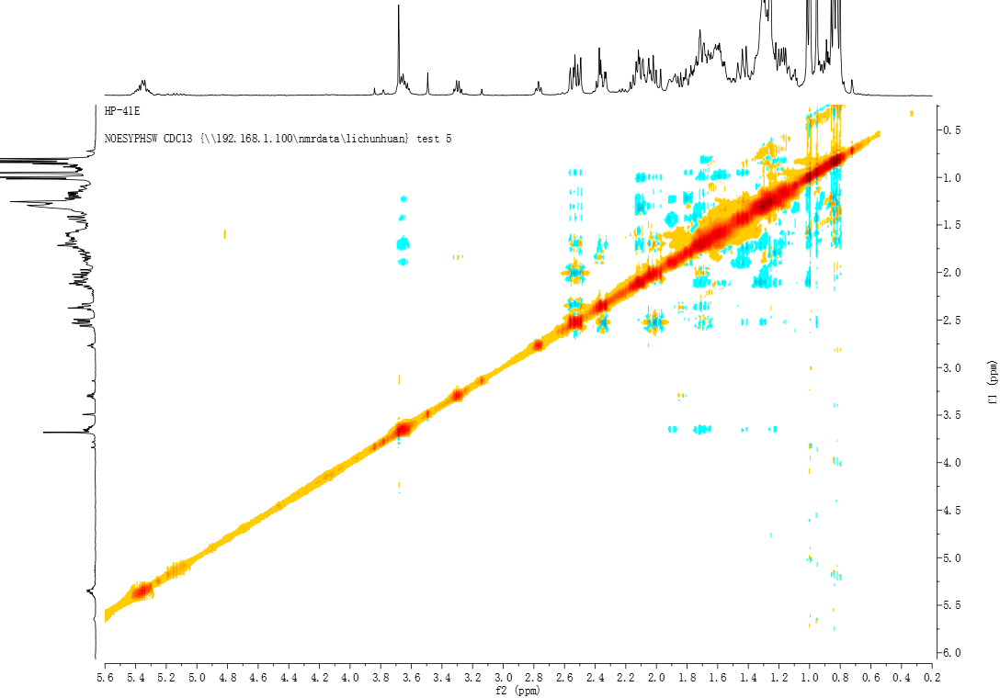 HP-41E
NOESYPHSW CDCl3 {\\192.168.1.100\nmrdata\lichunhuan} test 5
0.5
1.0
1.5
2.0
2.5
3.0
3.5
4.0
4.5
5.0
5.5
6.0
f1 (ppm)
5.6 5.4 5.2 5.0 4.8 4.6 4.4 4.2 4.0 3.8 3.6 3.4 3.2 3.0 2.8 2.6 2.4 2.2 2.0 1.8 1.6 1.4 1.2 1.0 0.8 0.6 0.4 0.2
f2 (ppm)